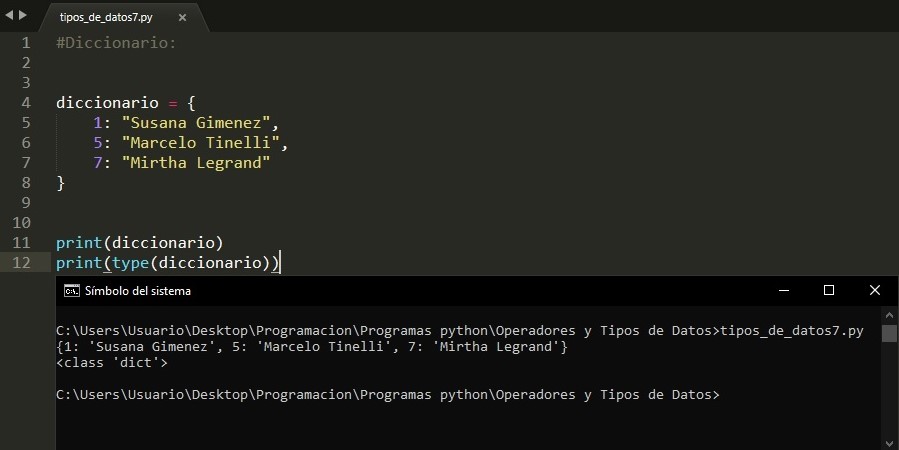 tipos_de_datos7.py ×
1 #Diccionario:
2
3
4 diccionario = {
5 1: "Susana Gimenez",
6 5: "Marcelo Tinelli",
7 7: "Mirtha Legrand"
8 }
9
10
11 print(diccionario)
12 print(type(diccionario))
C:\. Símbolo del sistema
C:\Users\Usuario\Desktop\Programacion\Programas python\Operadores y Tipos de Datos>tipos_de_datos7.py
{1: 'Susana Gimenez', 5: 'Marcelo Tinelli', 7: 'Mirtha Legrand'}
<class 'dict'>
C:\Users\Usuario\Desktop\Programacion\Programas python\Operadores y Tipos de Datos>